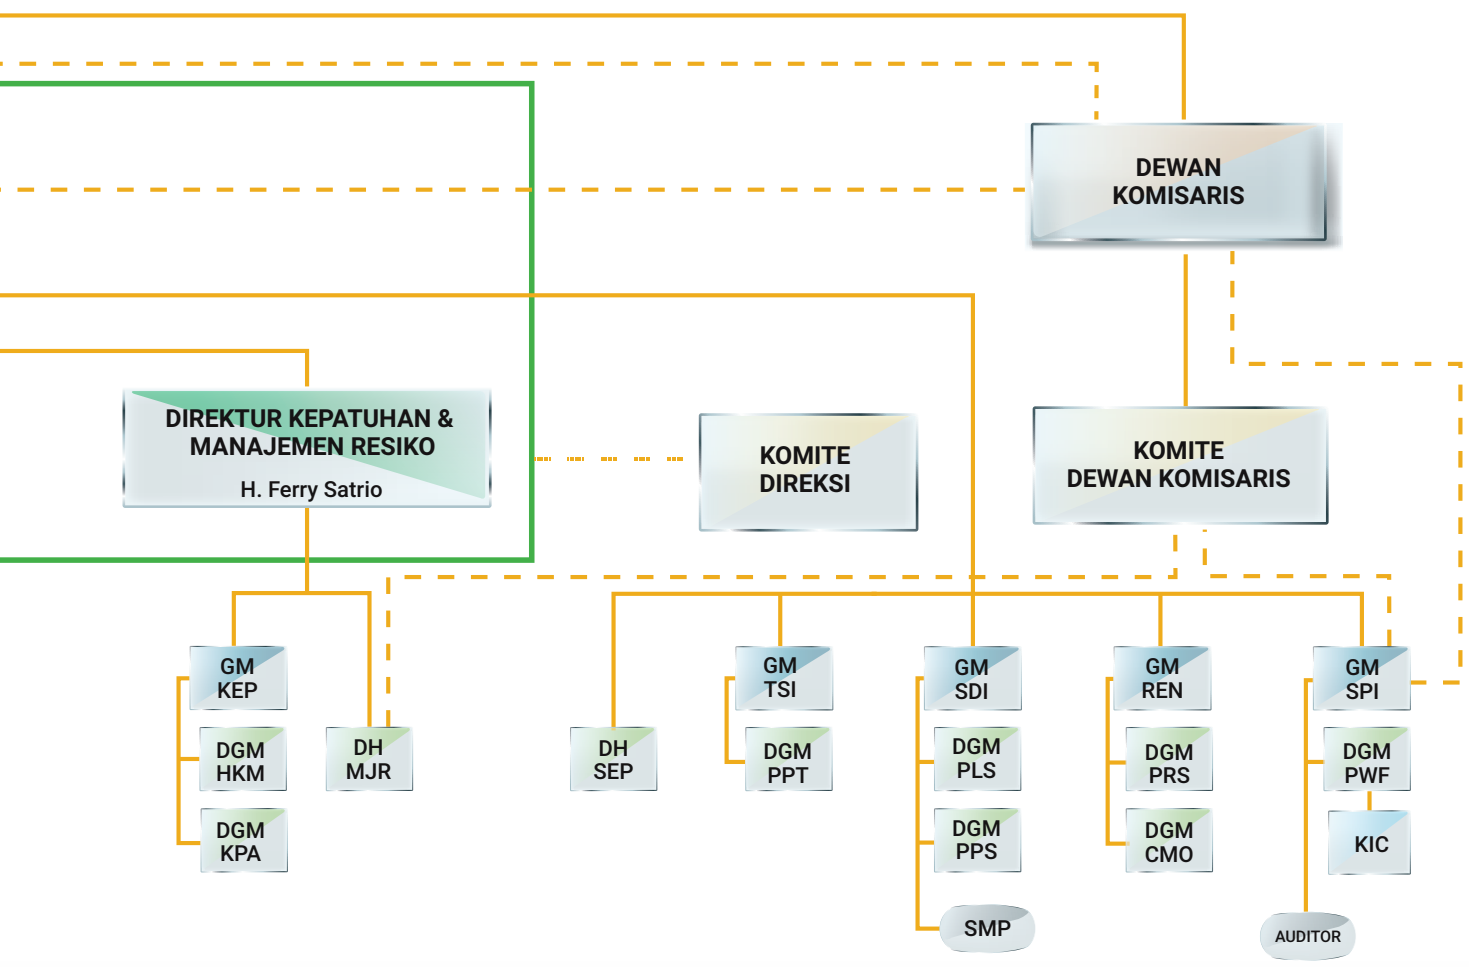 DEWAN
KOMISARIS
DIREKTUR KEPATUHAN &
MANAJEMEN RESIKO
H. Ferry Satrio
KOMITE
DIREKSI
KOMITE
DEWAN KOMISARIS
GM
KEP
DGM
HKM
DGM
KPA
DH
MJR
DH
SEP
GM
TSI
DGM
PPT
GM
SDI
DGM
PLS
DGM
PPS
SMP
GM
REN
DGM
PRS
DGM
CMO
GM
SPI
DGM
PWF
KIC
AUDITOR